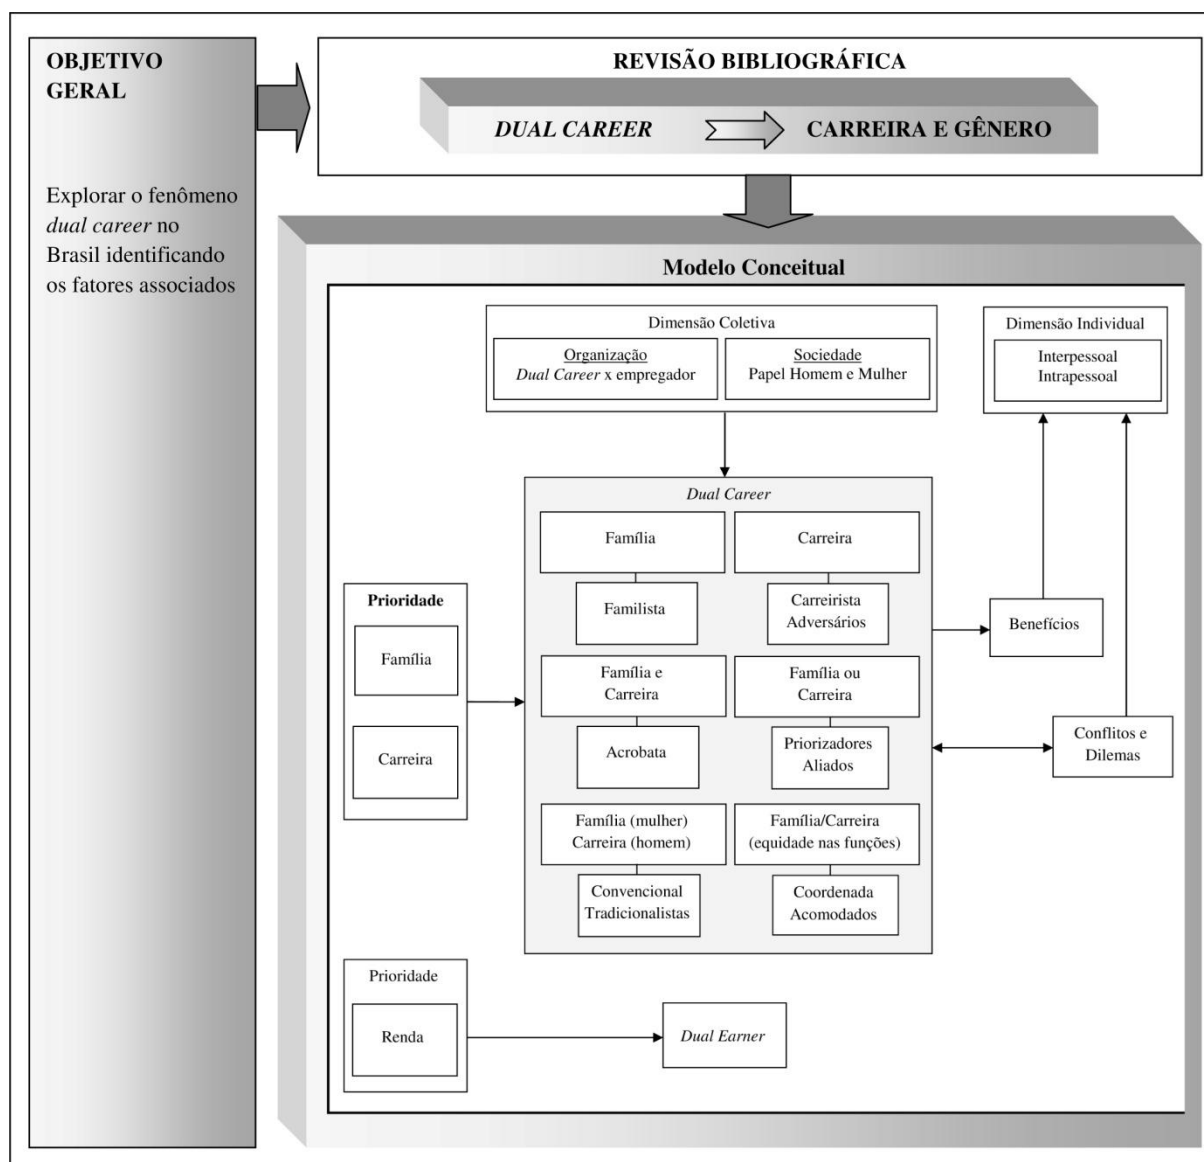 OBJETIVO
GERAL
Explorar o fenômeno
dual career no
Brasil identificando
os fatores associados
REVISÃO BIBLIOGRÁFICA
DUAL CAREER
CARREIRA E GÊNERO
Modelo Conceitual
Dimensão Coletiva
Organização
Dual Career x empregador
Sociedade
Papel Homem e Mulher
Dimensão Individual
Interpessoal
Intrapessoal
Dual Career
Família
Familista
Carreira
Carreirista
Adversários
Família e
Carreira
Acrobata
Família ou
Carreira
Priorizadores
Aliados
Família (mulher)
Carreira (homem)
Convencional
Tradicionalistas
Família/Carreira
(equidade nas funções)
Coordenada
Acomodados
Prioridade
Família
Carreira
Benefícios
Conflitos e
Dilemas
Prioridade
Renda
Dual Earner